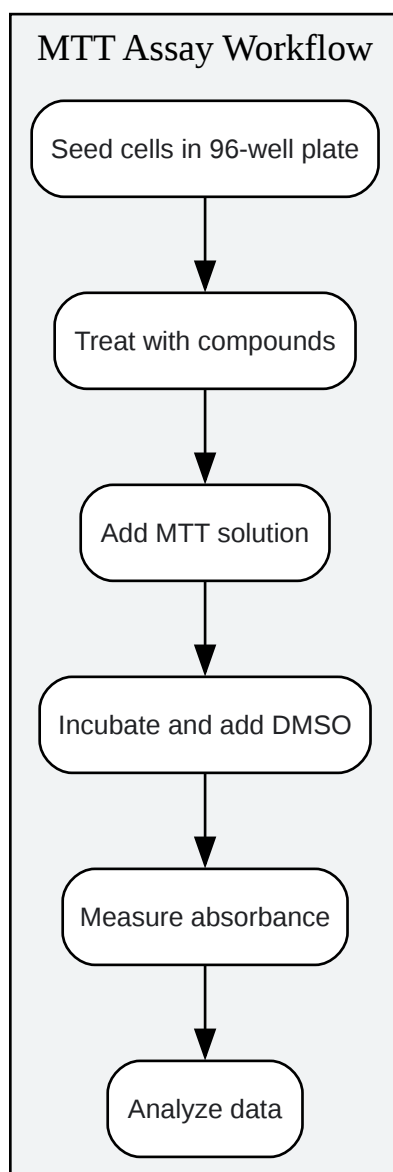 MTT Assay Workflow
Seed cells in 96-well plate
Treat with compounds
Add MTT solution
Incubate and add DMSO
Measure absorbance
Analyze data